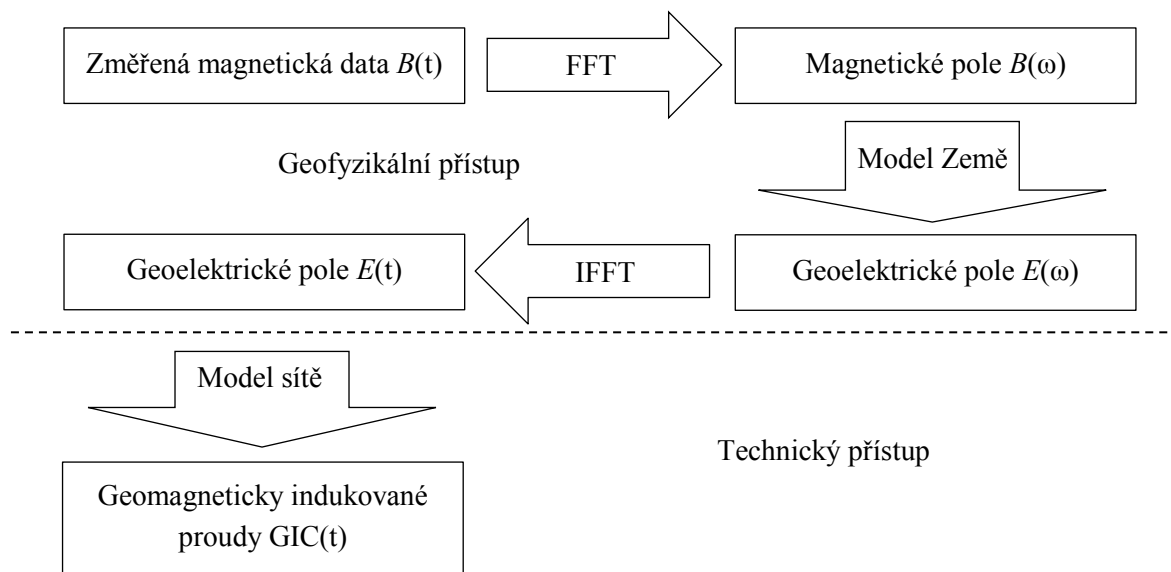 Změřená magnetická data B(t)
FFT
Magnetické pole B(ω)
Geofyzikální přístup
Model Země
Geoelektrické pole E(t)
IFFT
Geoelektrické pole E(ω)
Model sítě
Technický přístup
Geomagneticky indukované
proudy GIC(t)